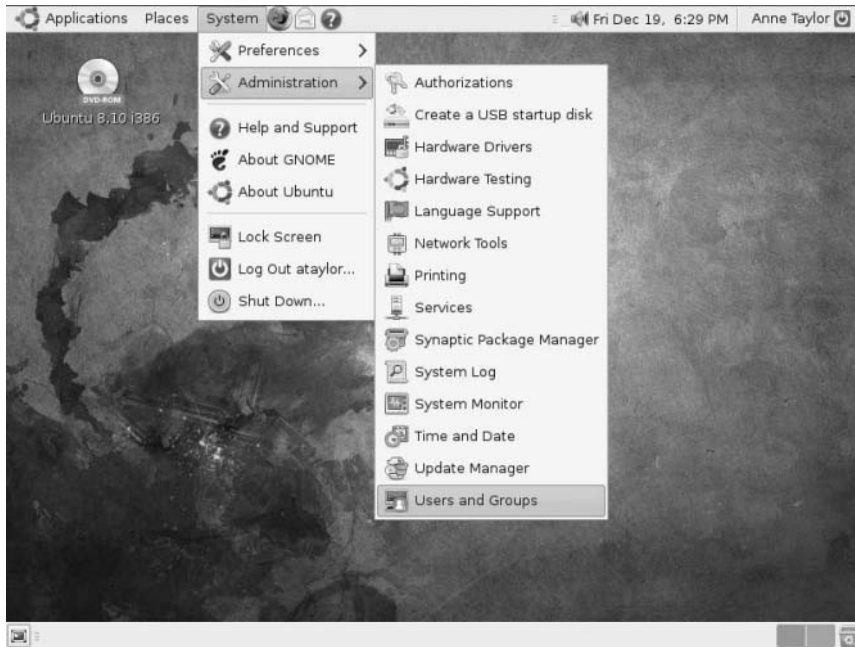 Applications Places System Fri Dec 19, 6:29 PM Anne Taylor
DVD-ROM
Ubuntu 8.10 i386
Preferences
Administration
Help and Support
About GNOME
About Ubuntu
Lock Screen
Log Out ataylor...
Shut Down...
Authorizations
Create a USB startup disk
Hardware Drivers
Hardware Testing
Language Support
Network Tools
Printing
Services
Synaptic Package Manager
System Log
System Monitor
Time and Date
Update Manager
Users and Groups